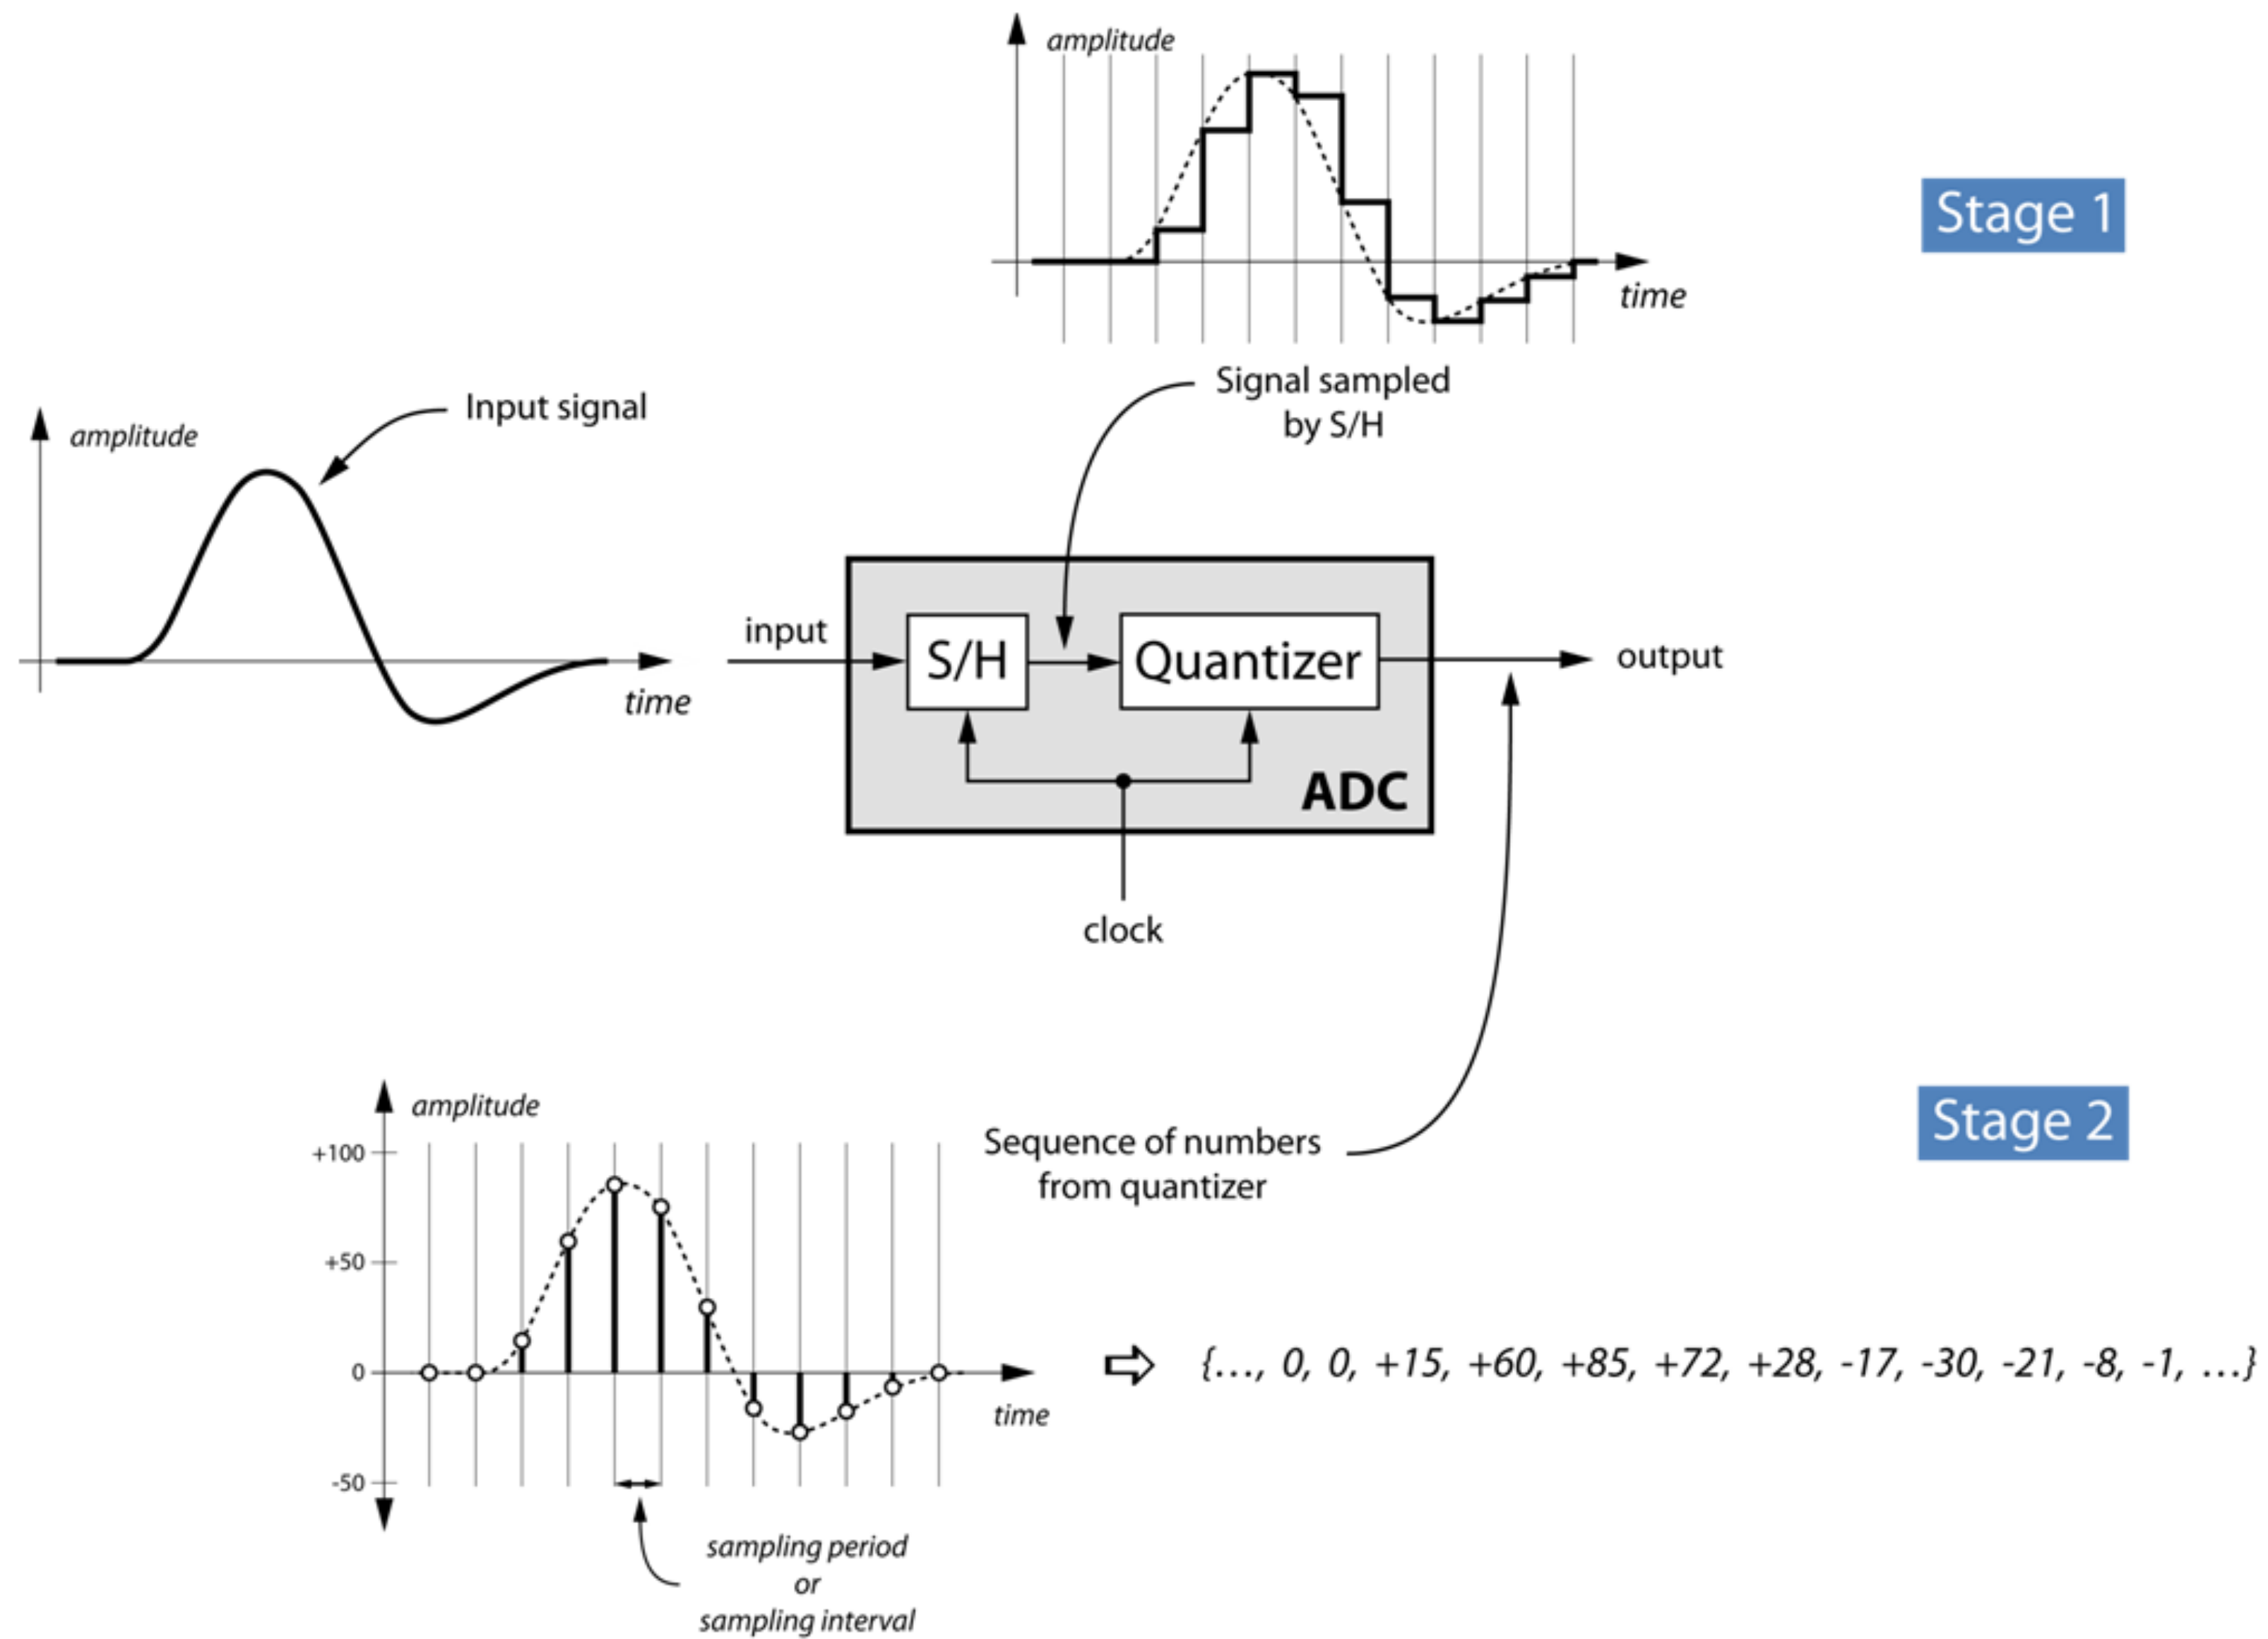 amplitude
Stage 1
time
Signal sampled
by S/H
Input signal
amplitude
time
input
S/H
Quantizer
output
ADC
clock
amplitude
Stage 2
+100
+50
0
-50
Sequence of numbers
from quantizer
{..., 0, 0, +15, +60, +85, +72, +28, -17, -30, -21, -8, -1, ...}
time
sampling period
or
sampling interval